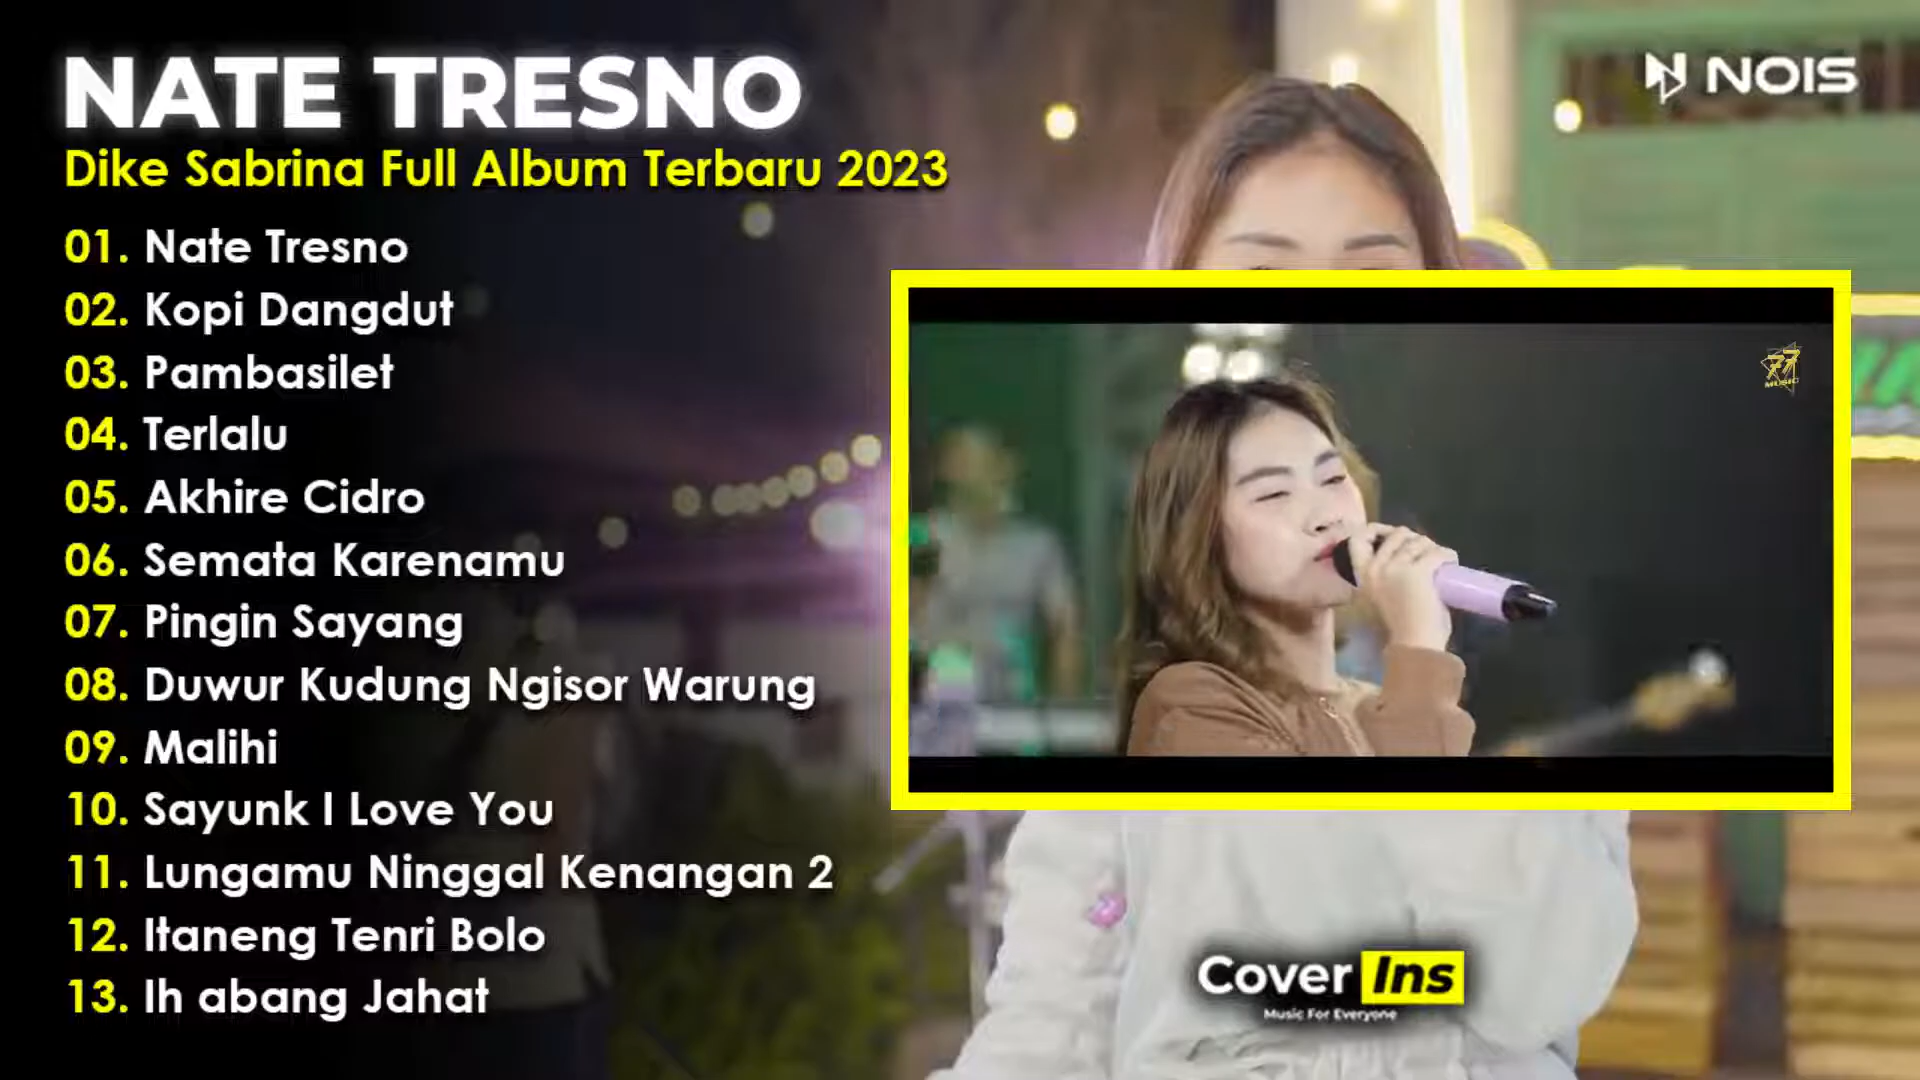 NATE TRESNO
NOIS
Dike Sabrina Full Album Terbaru 2023
01. Nate Tresno
02. Kopi Dangdut
03. Pambasilet
04. Terlalu
05. Akhire Cidro
06. Semata Karenamu
07. Pingin Sayang
08. Duwur Kudung Ngisor Warung
09. Malihi
10. Sayunk I Love You
11. Lungamu Ninggal Kenangan 2
12. Itaneng Tenri Bolo
13. Ih abang Jahat
77
MUSIC
Cover Ins
Music For Everyone